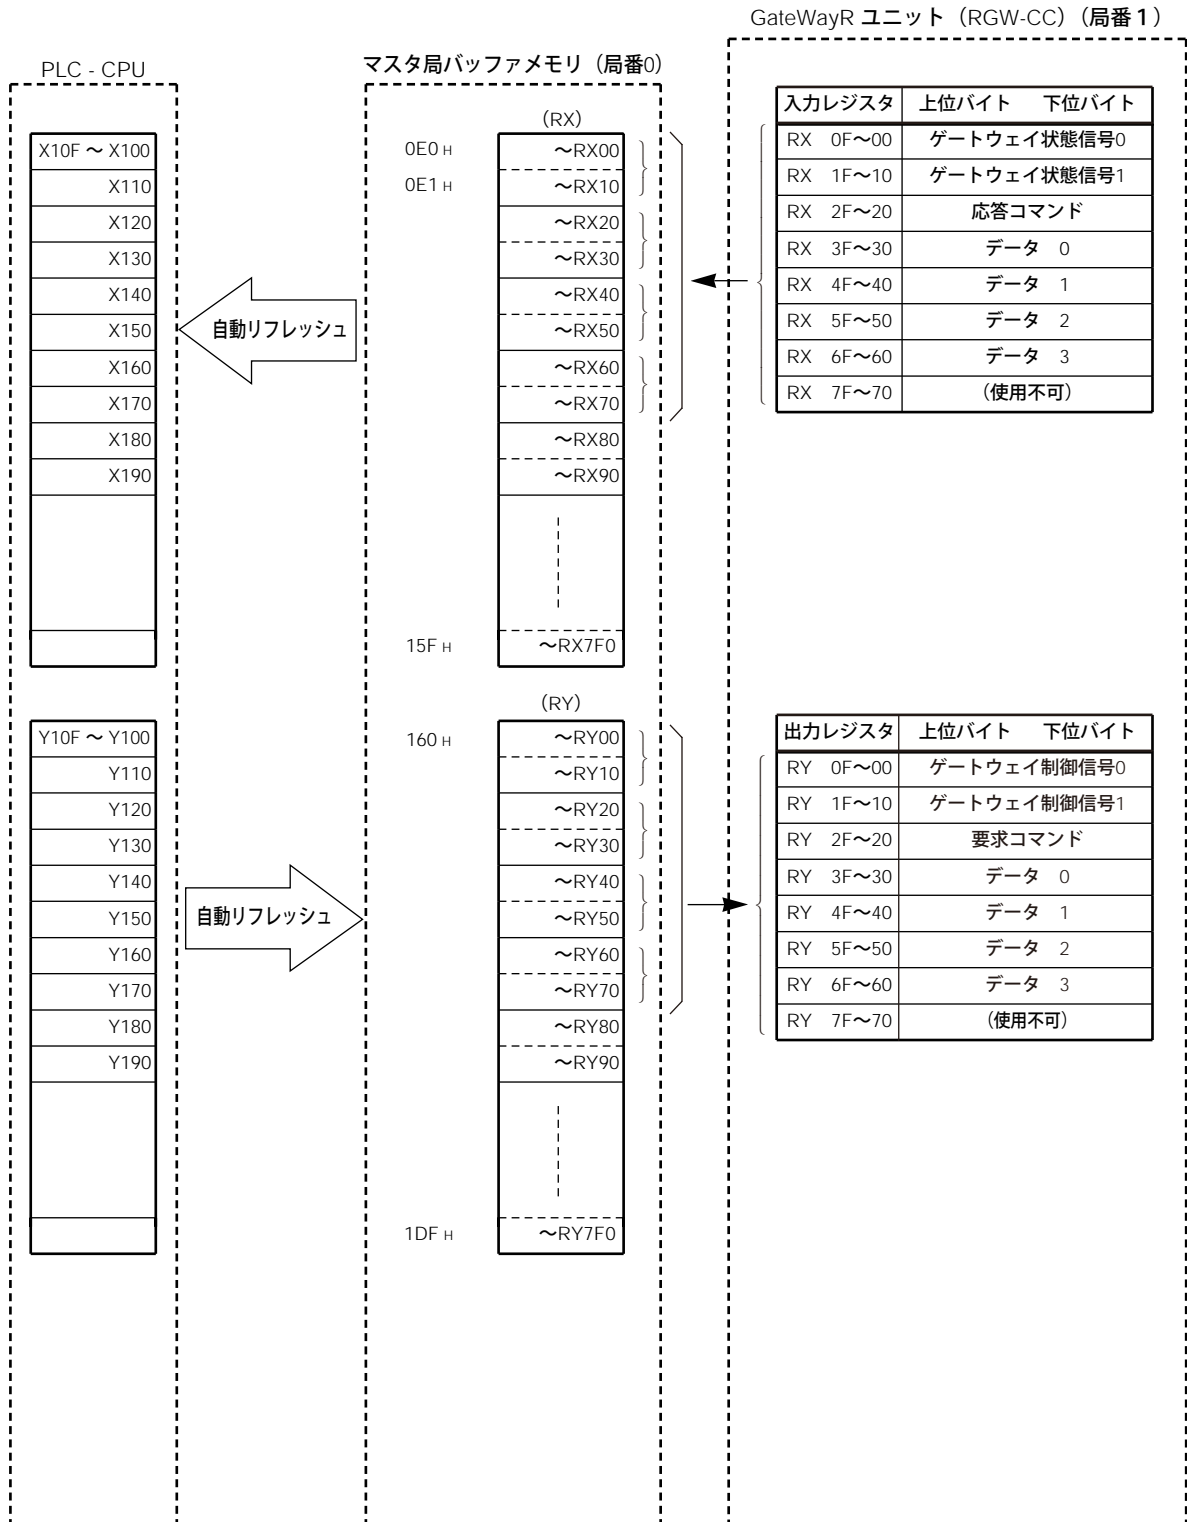 GateWayR ユニット（RGW-CC）（局番１）
PLC - CPU
マスタ局バッファメモリ（局番0）
（RX）
X10F ～ X100
X110
X120
X130
X140
X150
X160
X170
X180
X190
自動リフレッシュ
0E0 H
0E1 H
15F H
～RX00
～RX10
～RX20
～RX30
～RX40
～RX50
～RX60
～RX70
～RX80
～RX90
～RX7F0
入力レジスタ 上位バイト 下位バイト
RX 0F～00 ゲートウェイ状態信号0
RX 1F～10 ゲートウェイ状態信号1
RX 2F～20 応答コマンド
RX 3F～30 データ 0
RX 4F～40 データ 1
RX 5F～50 データ 2
RX 6F～60 データ 3
RX 7F～70 （使用不可）
（RY）
Y10F ～ Y100
Y110
Y120
Y130
Y140
Y150
Y160
Y170
Y180
Y190
自動リフレッシュ
160 H
1DF H
～RY00
～RY10
～RY20
～RY30
～RY40
～RY50
～RY60
～RY70
～RY80
～RY90
～RY7F0
出力レジスタ 上位バイト 下位バイト
RY 0F～00 ゲートウェイ制御信号0
RY 1F～10 ゲートウェイ制御信号1
RY 2F～20 要求コマンド
RY 3F～30 データ 0
RY 4F～40 データ 1
RY 5F～50 データ 2
RY 6F～60 データ 3
RY 7F～70 （使用不可）